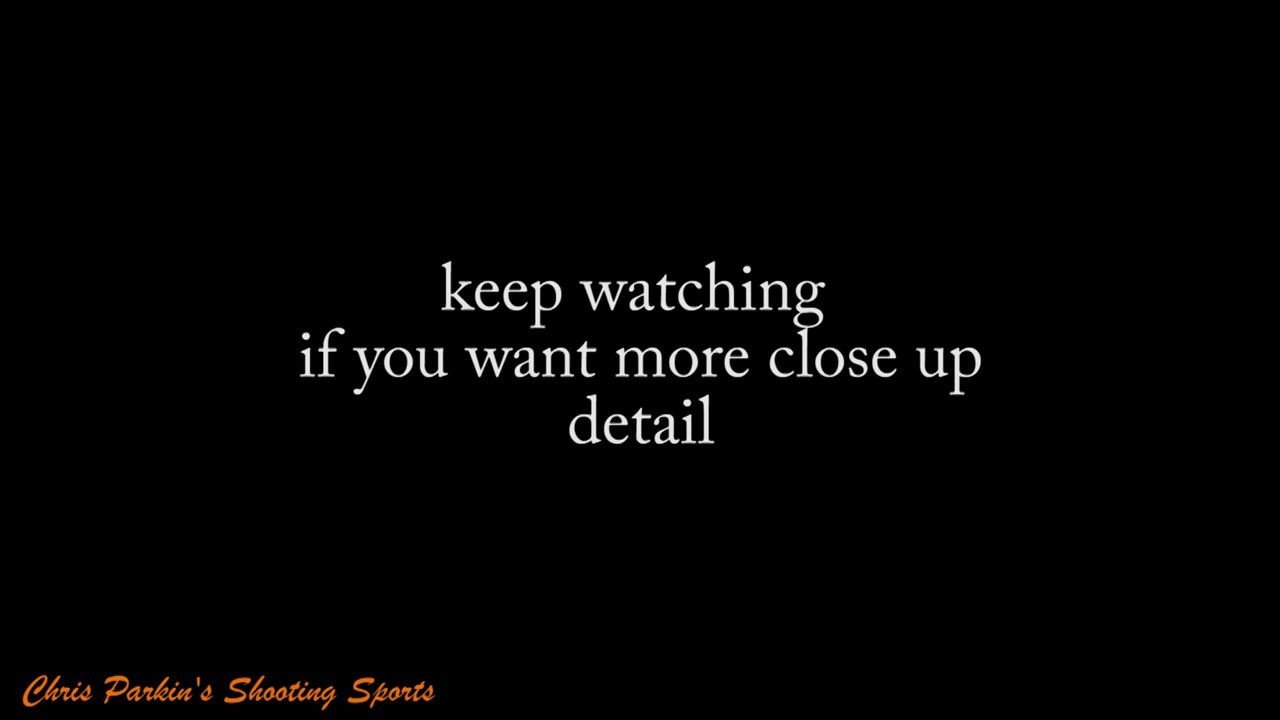 keep watching
if you want more close up
detail
Chris Parkin's Shooting Sports